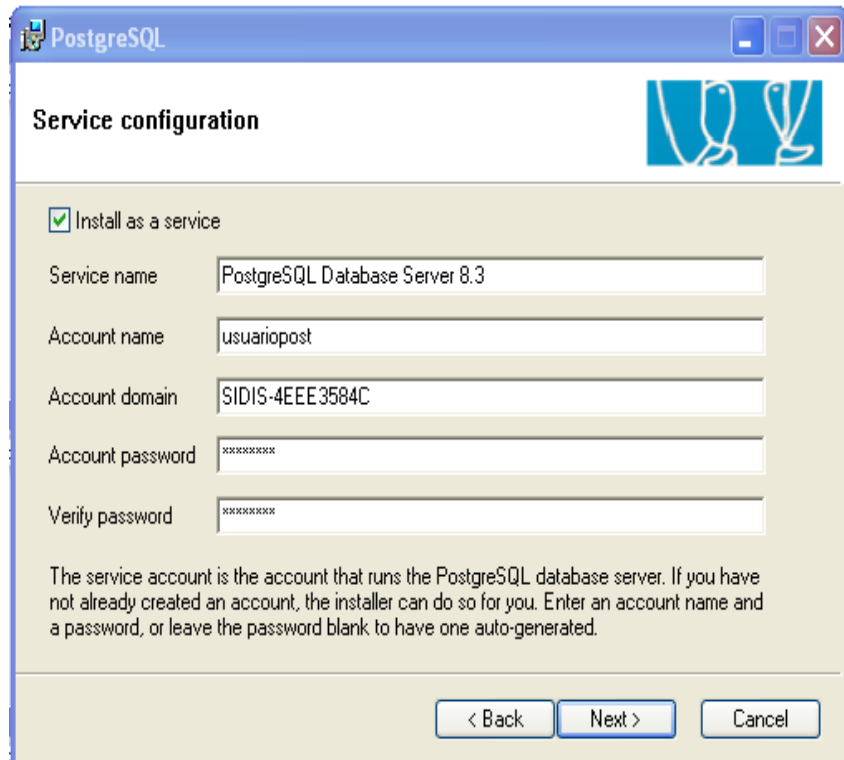 PostgreSQL
Service configuration
Install as a service
Service name PostgreSQL Database Server 8.3
Account name usuariopost
Account domain SIDIS-4EEE3584C
Account password ********
Verify password ********
The service account is the account that runs the PostgreSQL database server. If you have
not already created an account, the installer can do so for you. Enter an account name and
a password, or leave the password blank to have one auto-generated.
< Back Next > Cancel